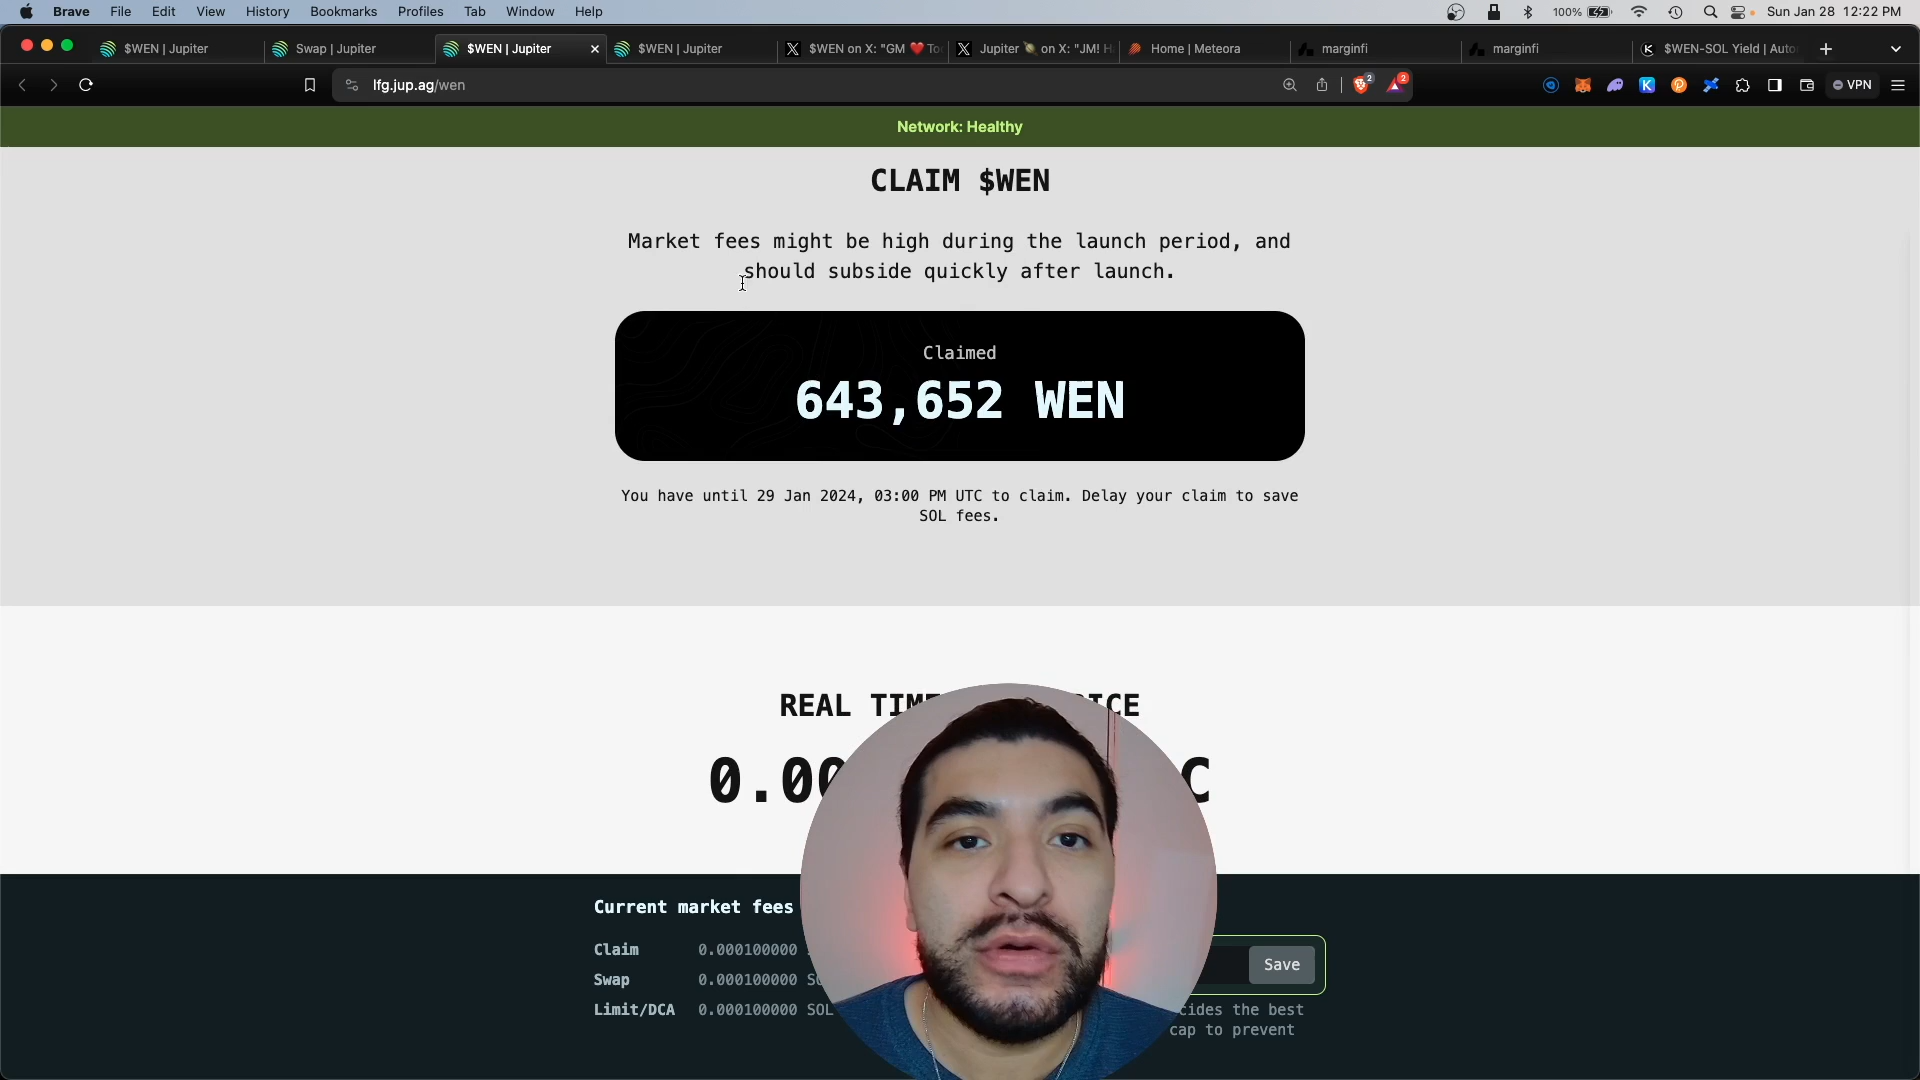 Brave File Edit View History Bookmarks Profiles Tab Window Help 100% Sun Jan 28 12:22 PM
$WEN | Jupiter Swap | Jupiter $WEN | Jupiter $WEN | Jupiter $WEN on X: "GM ❤️ Jupiter on X: "JM! Home | Meteora marginfi marginfi $WEN-SOL Yield |
lfg.jup.ag/wen 2 2 VPN
Network: Healthy
CLAIM $WEN
Market fees might be high during the launch period, and
should subside quickly after launch.
Claimed
643,652 WEN
You have until 29 Jan 2024, 03:00 PM UTC to claim. Delay your claim to save
SOL fees.
REAL
0.00
Current market fees
Claim 0.000100000
Save
Swap 0.000100000
Limit/DCA 0.000100000 SOL
the best
cap to prevent